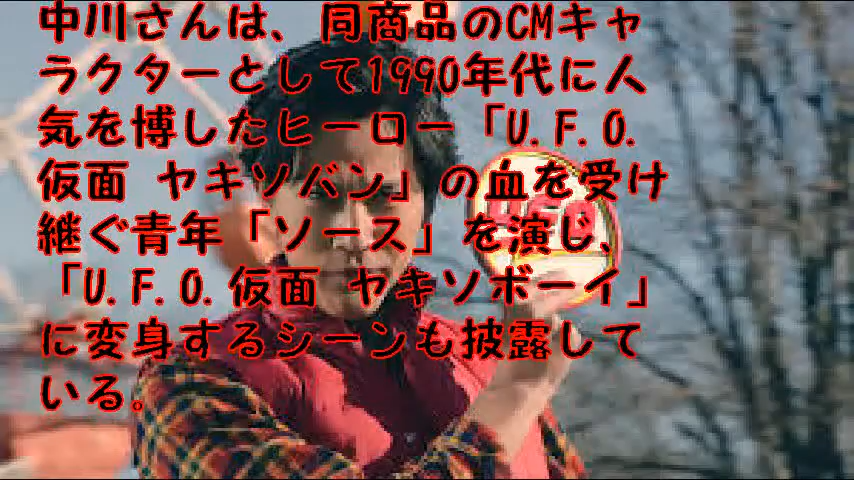 中川さんは、同商品のCMキャ
ラクターとして1990年代に人
気を博したヒーロー「U.F.O.
仮面 ヤキソバン」の血を受け
継ぐ青年「ソース」を演じ、
「U.F.O.仮面 ヤキソボーイ」
に変身するシーンも披露して
いる。
UFO